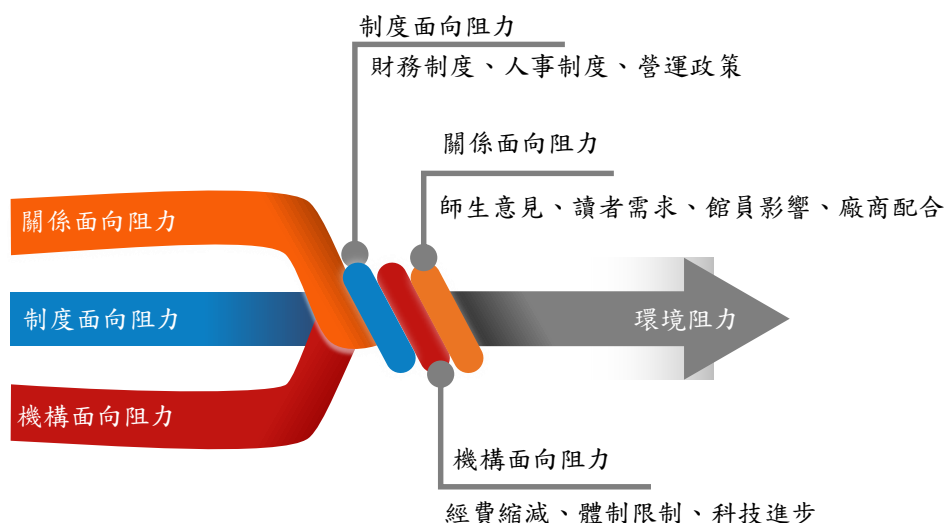 制度面向阻力
財務制度、人事制度、營運政策
關係面向阻力
師生意見、讀者需求、館員影響、廠商配合
關係面向阻力
制度面向阻力
環境阻力
機構面向阻力
機構面向阻力
經費縮減、體制限制、科技進步